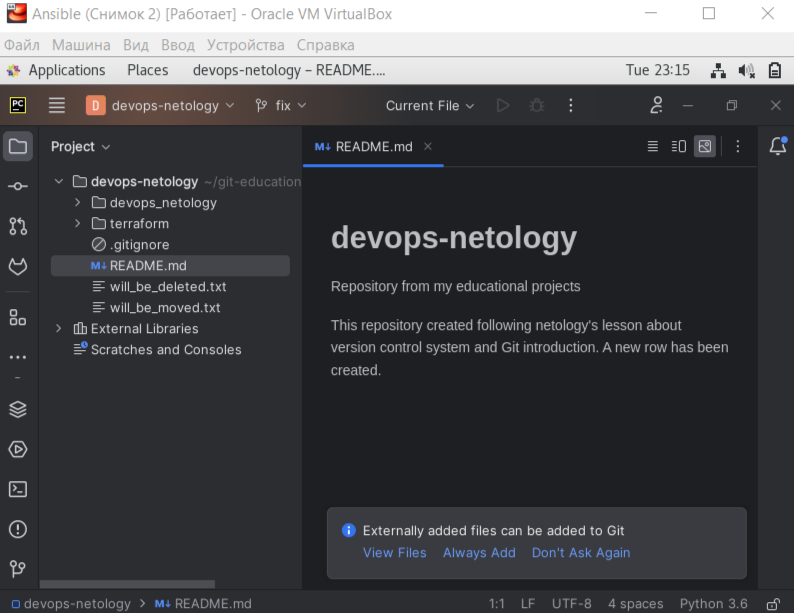 Ansible (Снимок 2) [Работает] - Oracle VM VirtualBox
Файл Машина Вид Ввод Устройства Справка
Applications Places devops-netology – README.... Tue 23:15
PC D devops-netology fix Current File
Project
M↓ README.md
devops-netology ~/git-education
devops_netology
terraform
.gitignore
M↓ README.md
will_be_deleted.txt
will_be_moved.txt
External Libraries
Scratches and Consoles
devops-netology
Repository from my educational projects
This repository created following netology's lesson about
version control system and Git introduction. A new row has been
created.
Externally added files can be added to Git
View Files Always Add Don't Ask Again
devops-netology > M↓ README.md 1:1 LF UTF-8 4 spaces Python 3.6